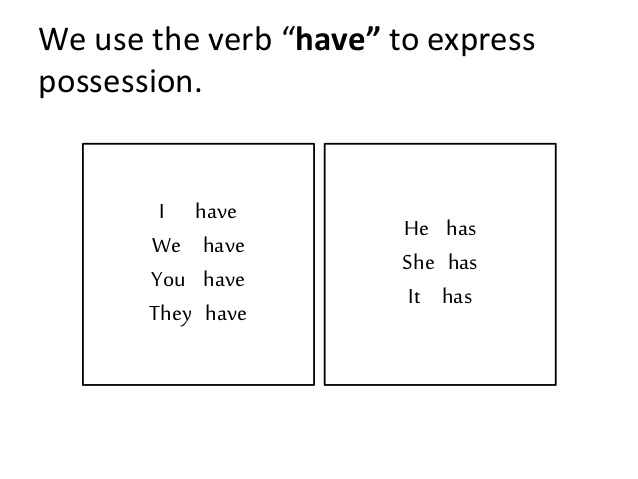 We use the verb “have” to express
possession.
I have
We have
You have
They have
He has
She has
It has